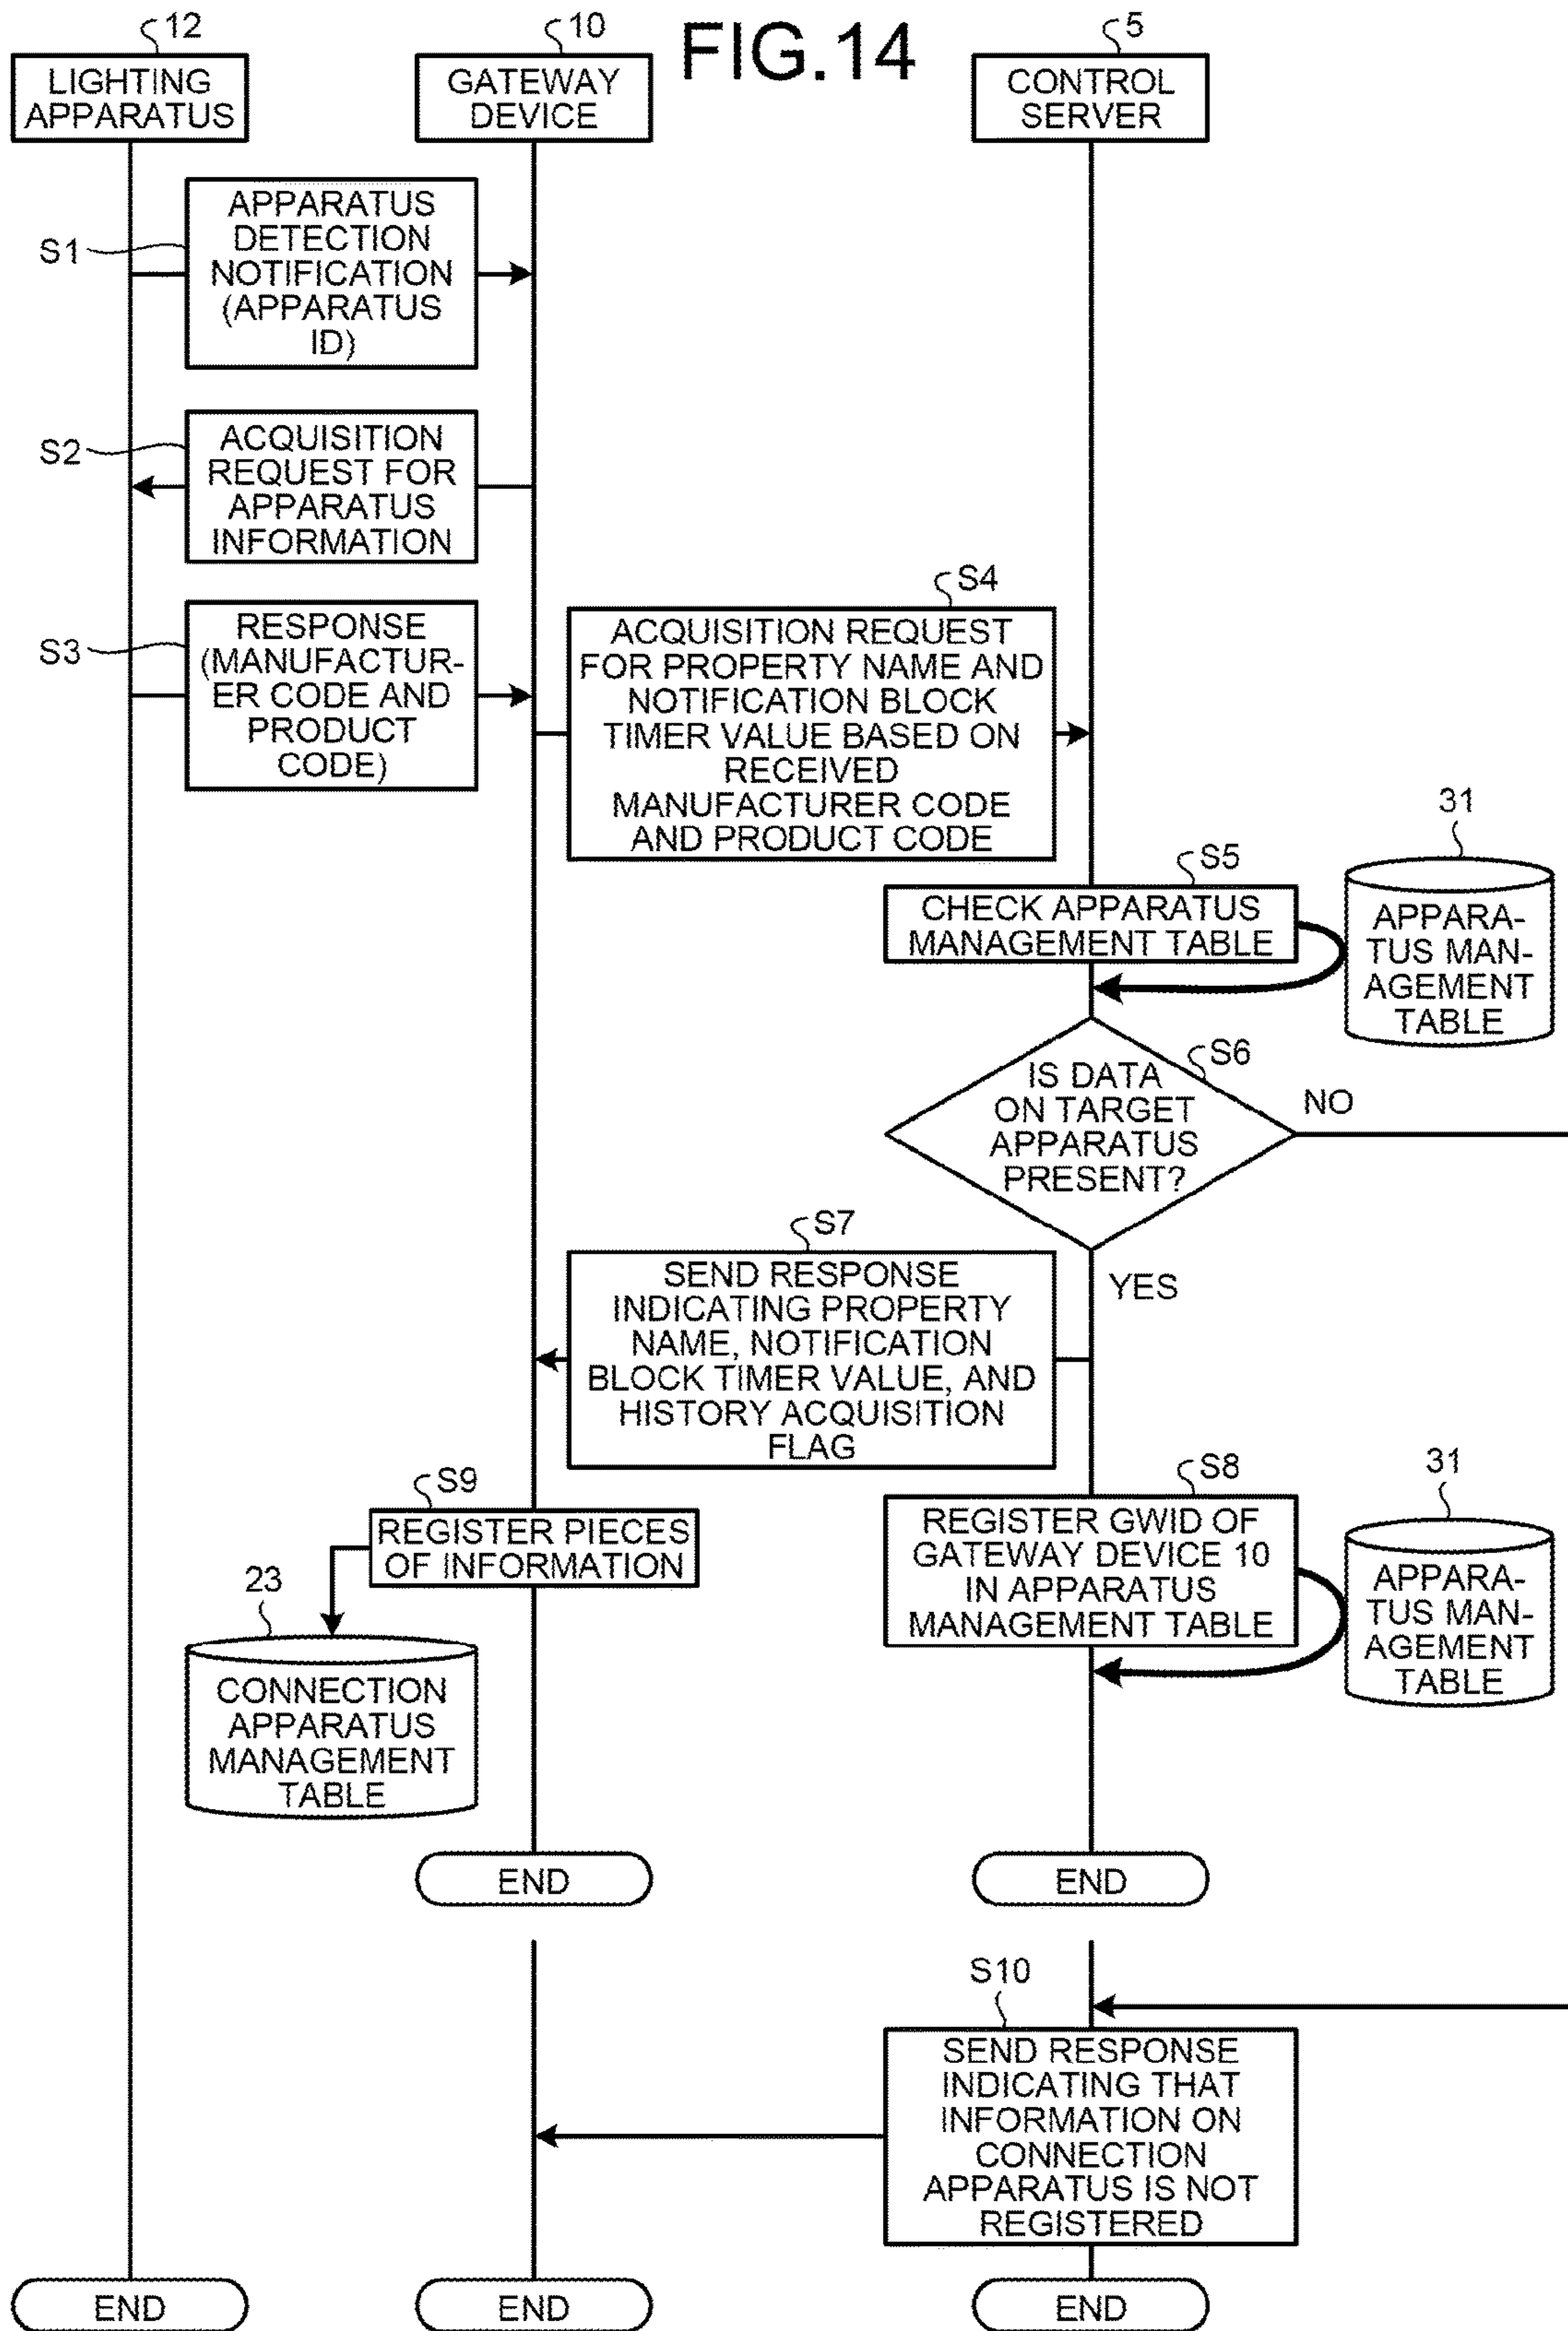 FIG.14
12
LIGHTING
APPARATUS
10
GATEWAY
DEVICE
5
CONTROL
SERVER
S1
APPARATUS
DETECTION
NOTIFICATION
(APPARATUS
ID)
S2
ACQUISITION
REQUEST FOR
APPARATUS
INFORMATION
S3
RESPONSE
(MANUFACTUR-
ER CODE AND
PRODUCT
CODE)
S4
ACQUISITION REQUEST
FOR PROPERTY NAME AND
NOTIFICATION BLOCK
TIMER VALUE BASED ON
RECEIVED
MANUFACTURER CODE
AND PRODUCT CODE
S5
CHECK APPARATUS
MANAGEMENT TABLE
31
APPARA-
TUS MAN-
AGEMENT
TABLE
S6
IS DATA
ON TARGET
APPARATUS
PRESENT?
NO
YES
S7
SEND RESPONSE
INDICATING PROPERTY
NAME, NOTIFICATION
BLOCK TIMER VALUE, AND
HISTORY ACQUISITION
FLAG
S8
REGISTER GWID OF
GATEWAY DEVICE 10
IN APPARATUS
MANAGEMENT TABLE
31
APPARA-
TUS MAN-
AGEMENT
TABLE
S9
REGISTER PIECES
OF INFORMATION
23
CONNECTION
APPARATUS
MANAGEMENT
TABLE
END
END
S10
SEND RESPONSE
INDICATING THAT
INFORMATION ON
CONNECTION
APPARATUS IS NOT
REGISTERED
END
END
END